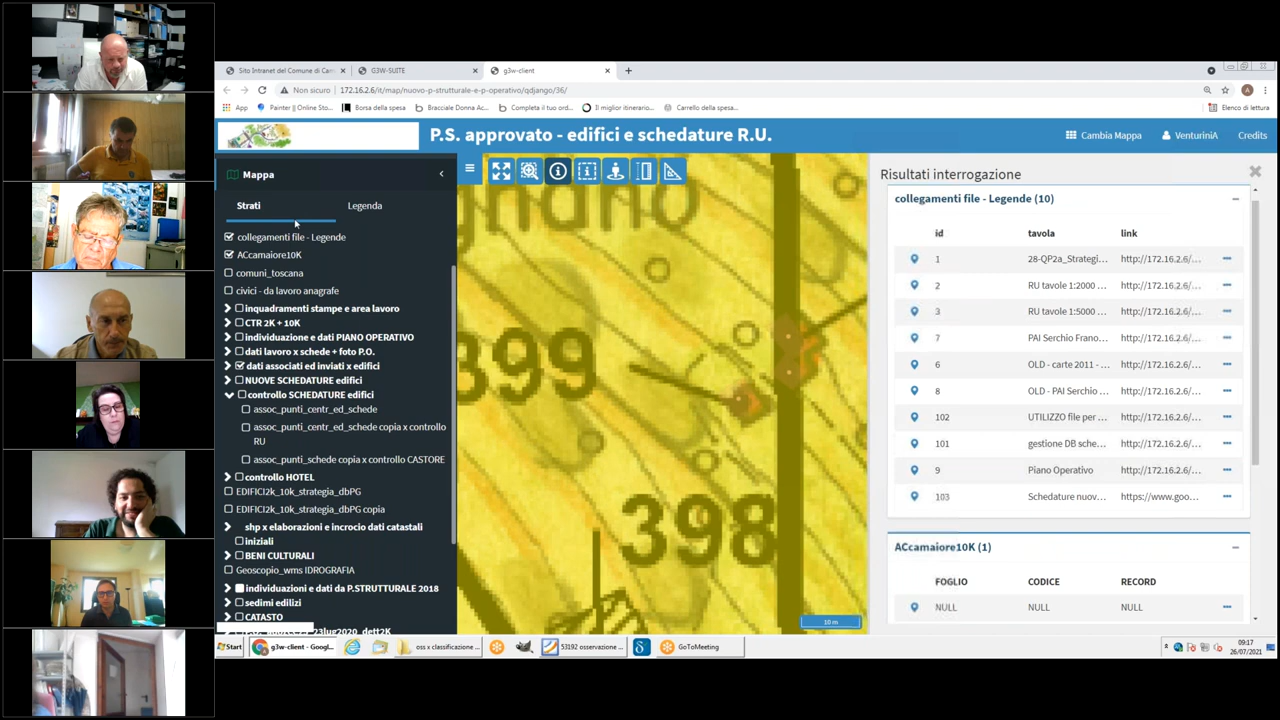 Sito Intranet del Comune di Cam
G3W-SUITE
g3w-client
Non sicuro
172.16.2.6/it/map/nuovo-p-strutturale-e-p-operativo/qdjango/36/
App
Painter || Online Sto...
Borsa della spesa
Bracciale Donna Ac...
Completa il tuo ord...
Il miglior itinerario...
Carrello della spesa...
Elenco di lettura
P.S. approvato - edifici e schedature R.U.
Cambia Mappa
VenturiniA
Credits
Mappa
Strati
Legenda
collegamenti file - Legende
ACcamaiore10K
comuni_toscana
civici - da lavoro anagrafe
inquadramenti stampe e area lavoro
CTR 2K + 10K
individuazione e dati PIANO OPERATIVO
dati lavoro x schede + foto P.O.
dati associati ed inviati x edifici
NUOVE SCHEDATURE edifici
controllo SCHEDATURE edifici
assoc_punti_centr_ed_schede
assoc_punti_centr_ed_schede copia x controllo
RU
assoc_punti_schede copia x controllo CASTORE
controllo HOTEL
EDIFICI2k_10k_strategia_dbPG
EDIFICI2k_10k_strategia_dbPG copia
shp x elaborazioni e incrocio dati catastali
iniziali
BENI CULTURALI
Geoscopio_wms IDROGRAFIA
individuazioni e dati da P.STRUTTURALE 2018
sedimi edilizi
CATASTO
gnano
399
398
10 m
Risultati interrogazione
collegamenti file - Legende (10)
id tavola link
1 28-QP2a_Strategi... http://172.16.2.6/...
2 RU tavole 1:2000 ... http://172.16.2.6/...
3 RU tavole 1:5000 ... http://172.16.2.6/...
7 PAI Serchio Frano... http://172.16.2.6/...
6 OLD - carte 2011 - ... http://172.16.2.6/...
8 OLD - PAI Serchio ... http://172.16.2.6/...
102 UTILIZZO file per ... http://172.16.2.6/...
101 gestione DB sche... http://172.16.2.6/...
9 Piano Operativo http://172.16.2.6/...
103 Schedature nuov... https://www.goo...
ACcamaiore10K (1)
FOGLIO CODICE RECORD
NULL NULL NULL
Start
g3w-client - Googl...
oss x classificazione ...
53192 osservazione ...
GoToMeeting
09:17
26/07/2021